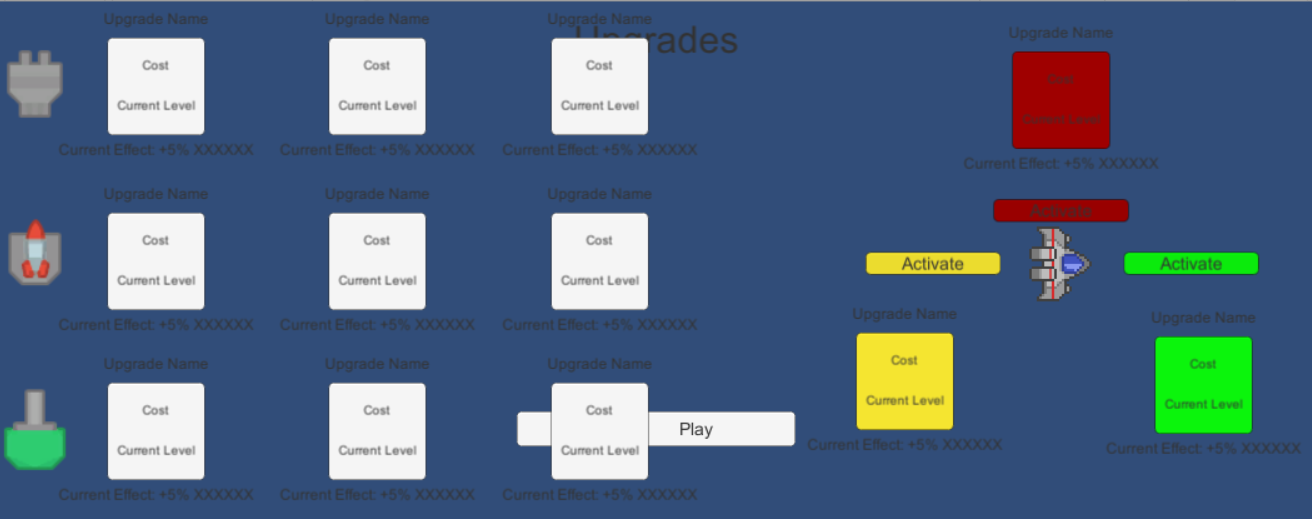 Upgrades
Upgrade Name
Cost
Current Level
Current Effect: +5% XXXXXX
Upgrade Name
Cost
Current Level
Current Effect: +5% XXXXXX
Upgrade Name
Cost
Current Level
Current Effect: +5% XXXXXX
Upgrade Name
Cost
Current Level
Current Effect: +5% XXXXXX
Upgrade Name
Cost
Current Level
Current Effect: +5% XXXXXX
Upgrade Name
Cost
Current Level
Current Effect: +5% XXXXXX
Upgrade Name
Cost
Current Level
Current Effect: +5% XXXXXX
Upgrade Name
Cost
Current Level
Current Effect: +5% XXXXXX
Upgrade Name
Cost
Current Level
Current Effect: +5% XXXXXX
Play
Upgrade Name
Cost
Current Level
Current Effect: +5% XXXXXX
Activate
Activate
Activate
Upgrade Name
Cost
Current Level
Current Effect: +5% XXXXXX
Upgrade Name
Cost
Current Level
Current Effect: +5% XXXXXX